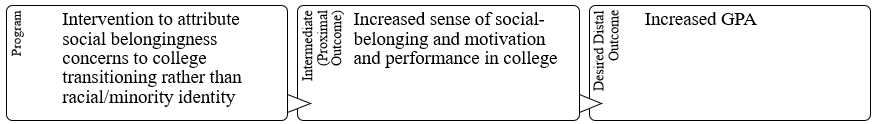 Program
Intervention to attribute
social belongingness
concerns to college
transitioning rather than
racial/minority identity
Intermediate
(Proximal
Outcome)
Increased sense of social-
belonging and motivation
and performance in college
Desired Distal
Outcome
Increased GPA